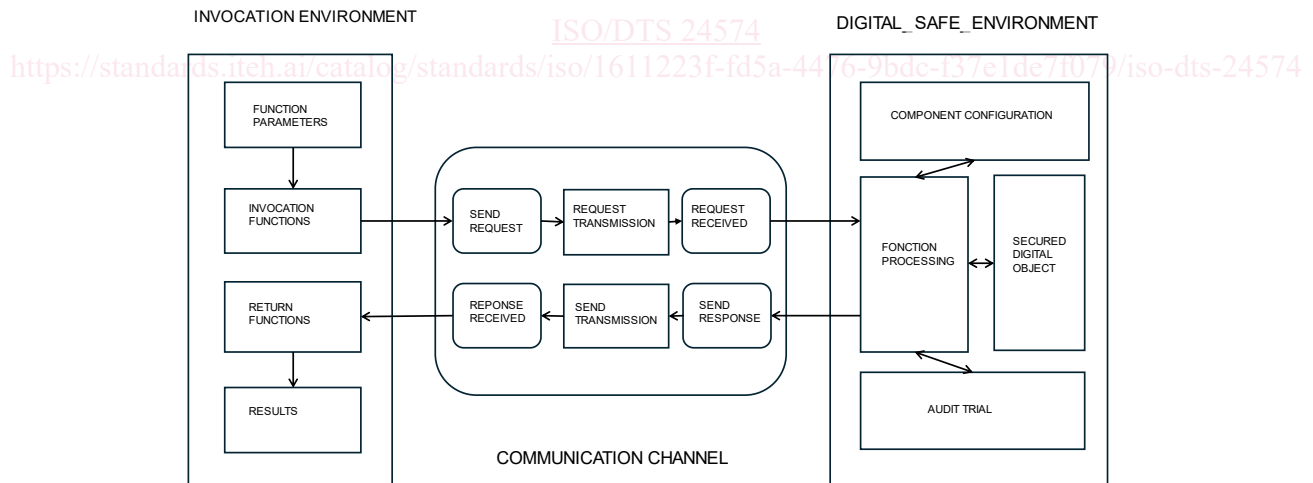 INVOCATION ENVIRONMENT
DIGITAL_ SAFE_ENVIRONMENT
ISO/DTS 24574
https://standards.iteh.ai/catalog/standards/iso/1611223f-fd5a-4476-9bdc-f37e1de7f079/iso-dts-24574
FUNCTION
PARAMETERS
INVOCATION
FUNCTIONS
RETURN
FUNCTIONS
RESULTS
SEND
REQUEST
REQUEST
TRANSMISSION
REQUEST
RECEIVED
REPONSE
RECEIVED
SEND
TRANSMISSION
SEND
RESPONSE
COMMUNICATION CHANNEL
COMPONENT CONFIGURATION
FONCTION
PROCESSING
SECURED
DIGITAL
OBJECT
AUDIT TRIAL